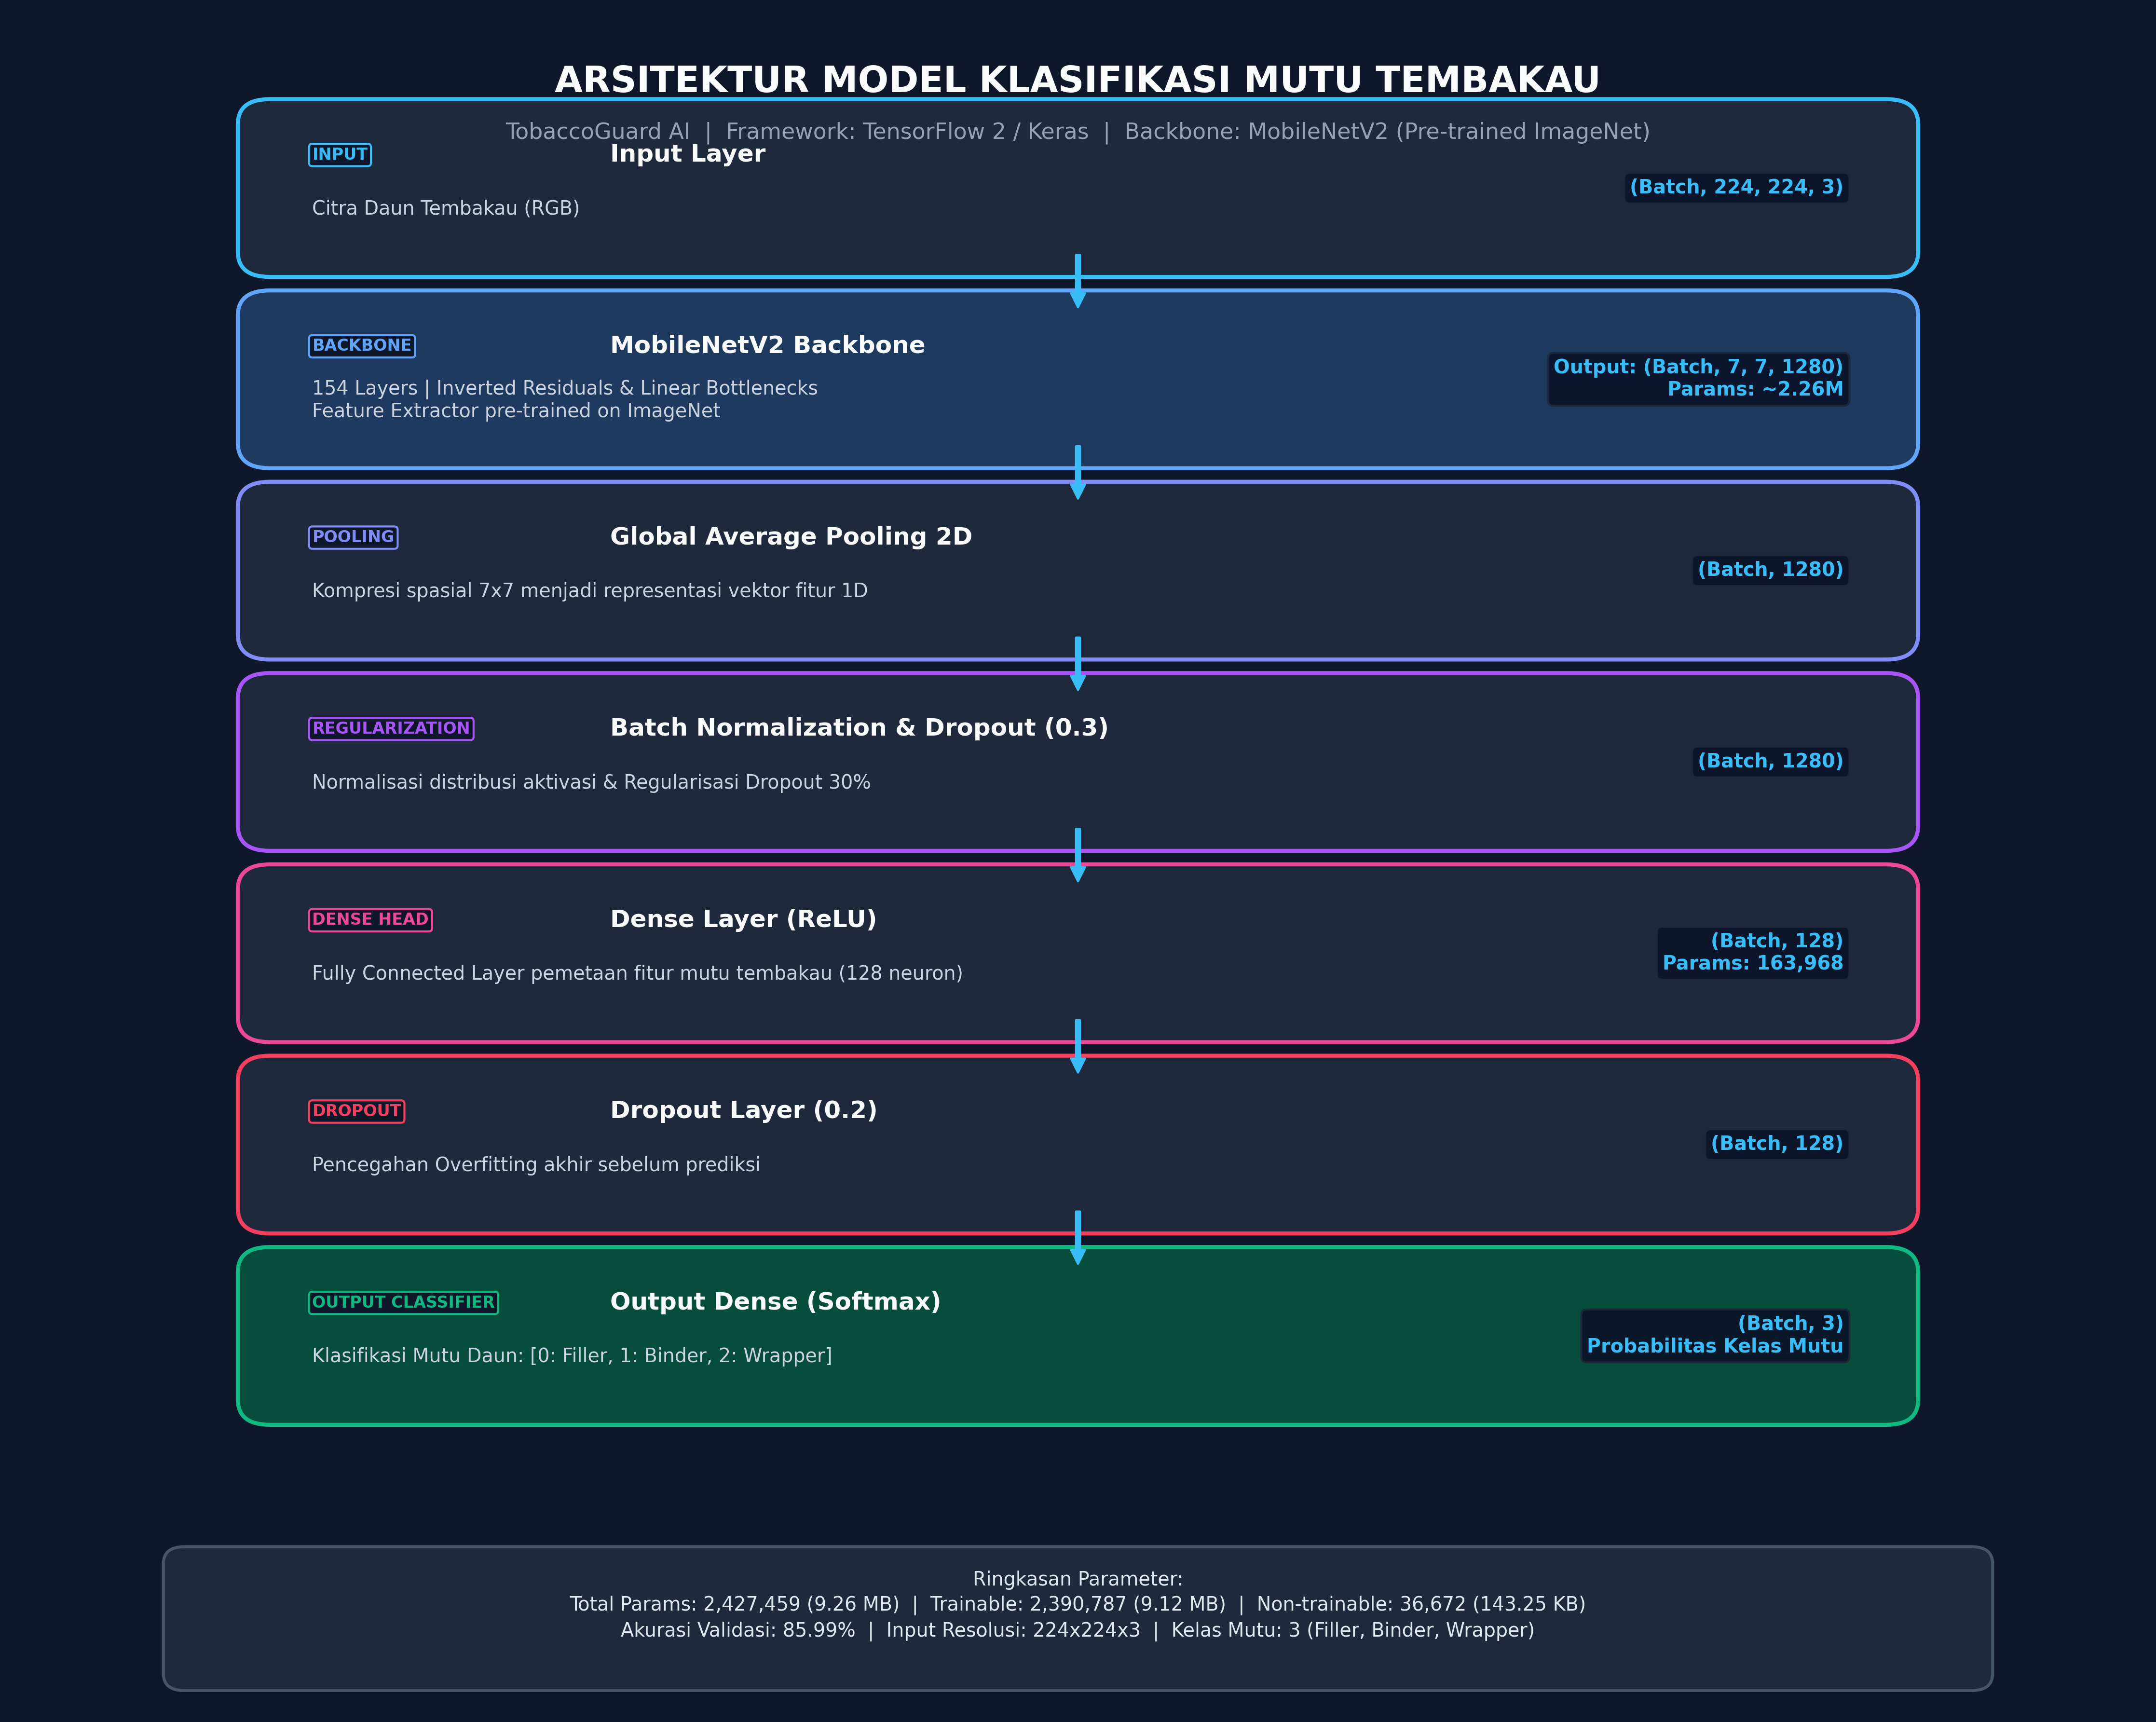 ARSITEKTUR MODEL KLASIFIKASI MUTU TEMBAKAU
TobaccoGuard AI | Framework: TensorFlow 2 / Keras | Backbone: MobileNetV2 (Pre-trained ImageNet)
INPUT
Input Layer
Citra Daun Tembakau (RGB)
(Batch, 224, 224, 3)
BACKBONE
MobileNetV2 Backbone
154 Layers | Inverted Residuals & Linear Bottlenecks
Feature Extractor pre-trained on ImageNet
Output: (Batch, 7, 7, 1280)
Params: ~2.26M
POOLING
Global Average Pooling 2D
Kompresi spasial 7x7 menjadi representasi vektor fitur 1D
(Batch, 1280)
REGULARIZATION
Batch Normalization & Dropout (0.3)
Normalisasi distribusi aktivasi & Regularisasi Dropout 30%
(Batch, 1280)
DENSE HEAD
Dense Layer (ReLU)
Fully Connected Layer pemetaan fitur mutu tembakau (128 neuron)
(Batch, 128)
Params: 163,968
DROPOUT
Dropout Layer (0.2)
Pencegahan Overfitting akhir sebelum prediksi
(Batch, 128)
OUTPUT CLASSIFIER
Output Dense (Softmax)
Klasifikasi Mutu Daun: [0: Filler, 1: Binder, 2: Wrapper]
(Batch, 3)
Probabilitas Kelas Mutu
Ringkasan Parameter:
Total Params: 2,427,459 (9.26 MB) | Trainable: 2,390,787 (9.12 MB) | Non-trainable: 36,672 (143.25 KB)
Akurasi Validasi: 85.99% | Input Resolusi: 224x224x3 | Kelas Mutu: 3 (Filler, Binder, Wrapper)